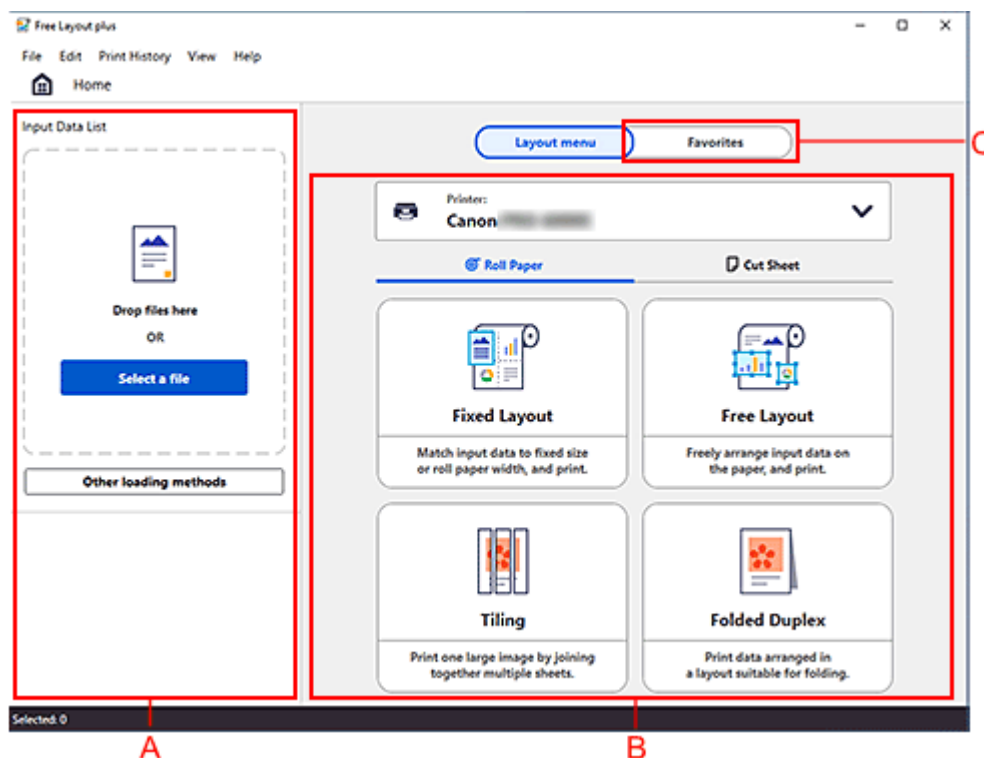 Free Layout plus
File Edit Print History View Help
Home
Input Data List
Drop files here
OR
Select a file
Other loading methods
Layout menu
Favorites
C
Printer:
Canon
Roll Paper
Cut Sheet
Fixed Layout
Match input data to fixed size
or roll paper width, and print.
Free Layout
Freely arrange input data on
the paper, and print.
Tiling
Print one large image by joining
together multiple sheets.
Folded Duplex
Print data arranged in
a layout suitable for folding.
Selected: 0
A
B